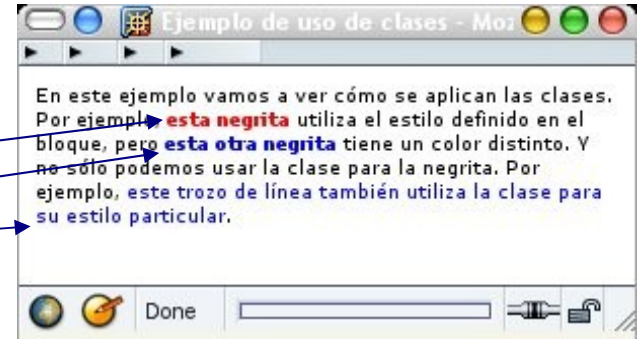 Ejemplo de uso de clases - Moz
En este ejemplo vamos a ver cómo se aplican las clases.
Por ejemplo, esta negrita utiliza el estilo definido en el
bloque, pero esta otra negrita tiene un color distinto. Y
no sólo podemos usar la clase para la negrita. Por
ejemplo, este trozo de línea también utiliza la clase para
su estilo particular.
Done